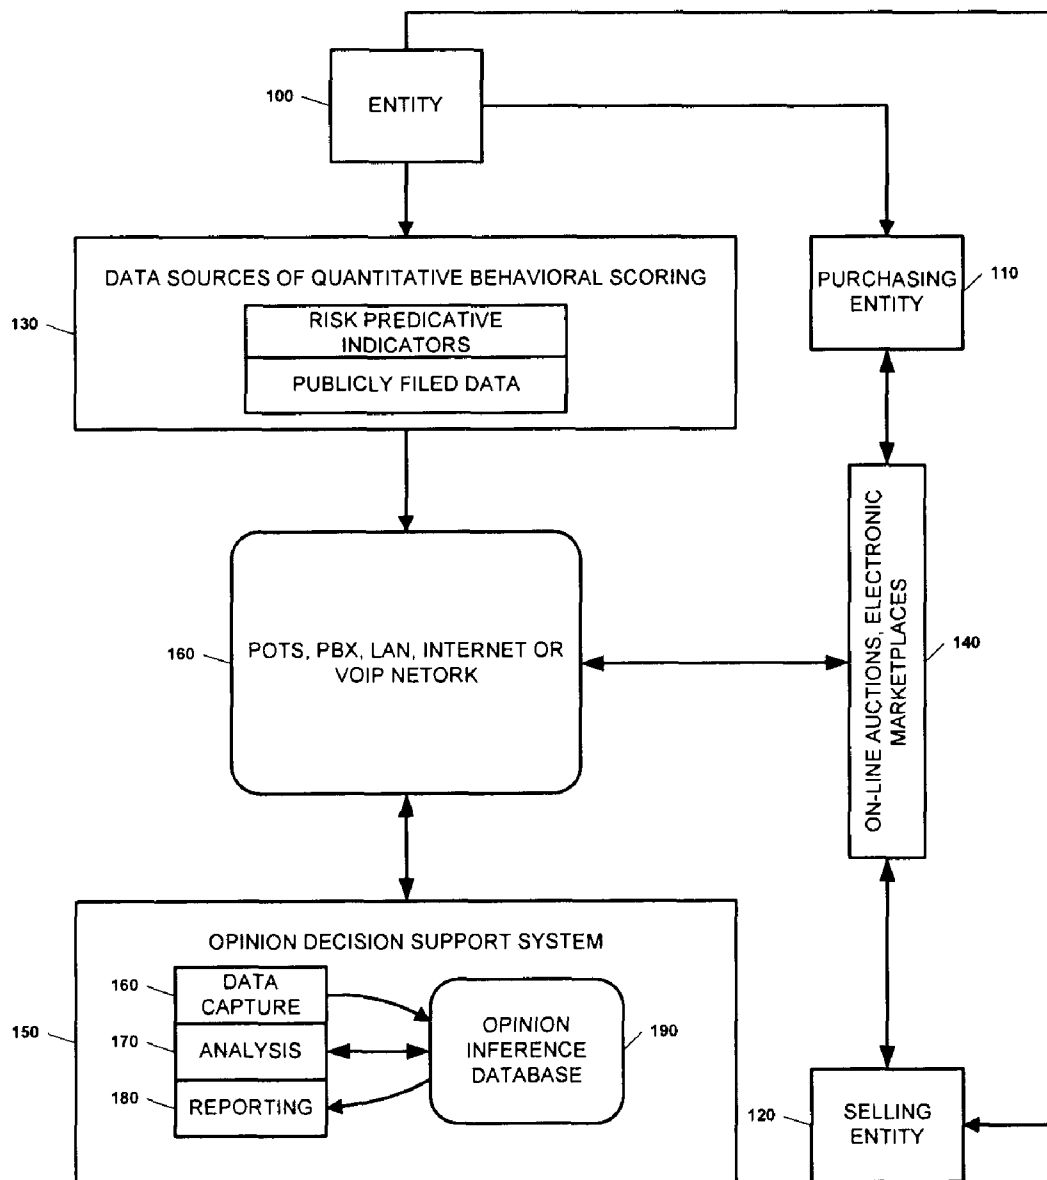 100
ENTITY
DATA SOURCES OF QUANTITATIVE BEHAVIORAL SCORING
130
RISK PREDICATIVE
INDICATORS
PUBLICLY FILED DATA
PURCHASING
ENTITY
110
160
POTS, PBX, LAN, INTERNET OR
VOIP NETORK
ON-LINE AUCTIONS, ELECTRONIC
MARKETPLACES
140
OPINION DECISION SUPPORT SYSTEM
150
160
DATA
CAPTURE
170
ANALYSIS
180
REPORTING
OPINION
INFERENCE
DATABASE
190
120
SELLING
ENTITY